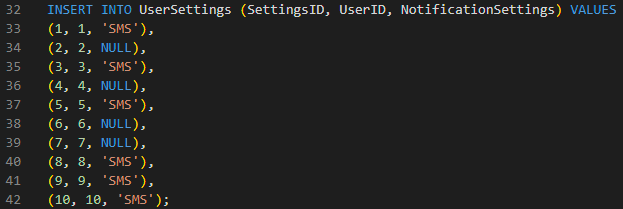 32 INSERT INTO UserSettings (SettingsID, UserID, NotificationSettings) VALUES
33 (1, 1, 'SMS'),
34 (2, 2, NULL),
35 (3, 3, 'SMS'),
36 (4, 4, NULL),
37 (5, 5, 'SMS'),
38 (6, 6, NULL),
39 (7, 7, NULL),
40 (8, 8, 'SMS'),
41 (9, 9, 'SMS'),
42 (10, 10, 'SMS');